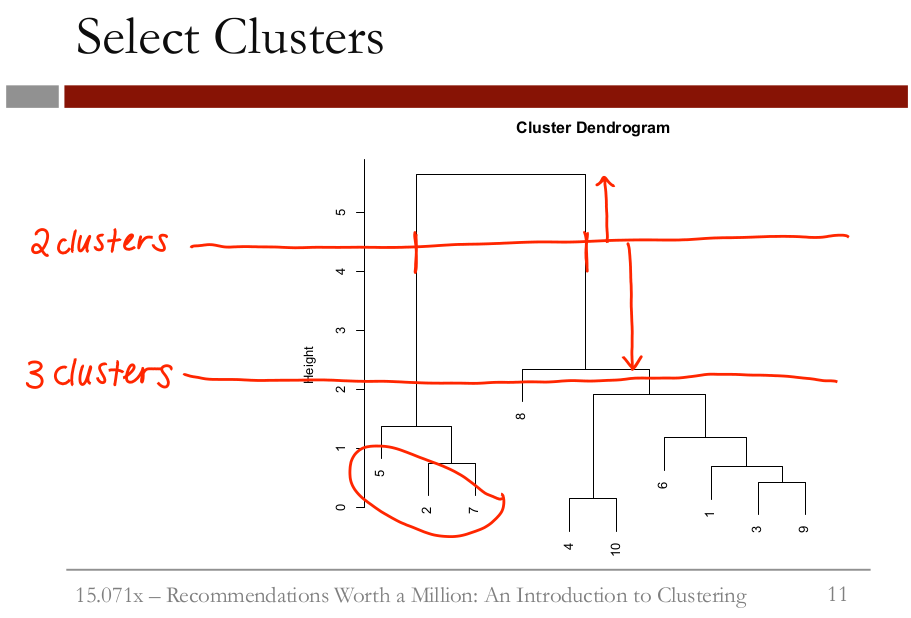 Select Clusters
Cluster Dendrogram
2 clusters
3 clusters
Height
0 1 2 3 4 5
5
2
7
8
4
10
6
1
3
9
15.071x – Recommendations Worth a Million: An Introduction to Clustering
11